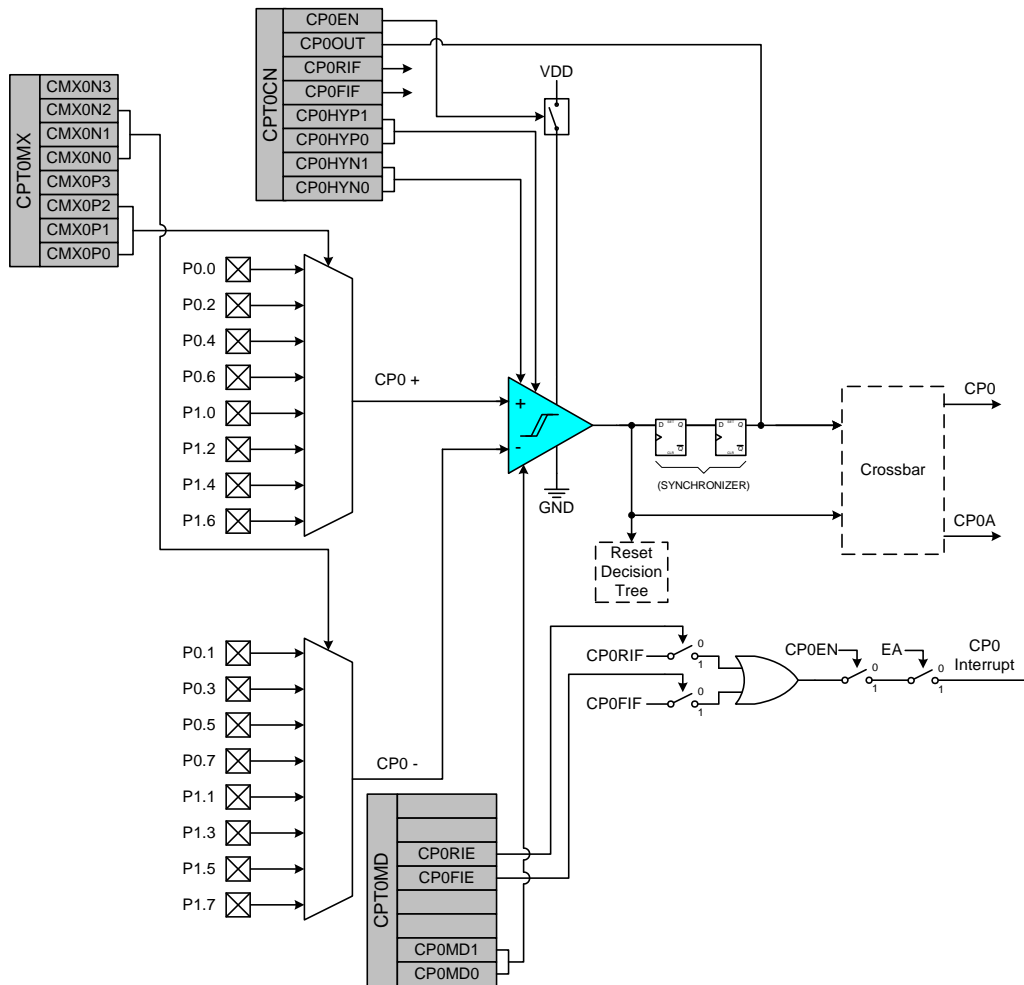 CPT0CN
CP0EN
CP0OUT
CP0RIF
CP0FIF
CP0HYP1
CP0HYP0
CP0HYN1
CP0HYN0
VDD
CPT0MX
CMX0N3
CMX0N2
CMX0N1
CMX0N0
CMX0P3
CMX0P2
CMX0P1
CMX0P0
P0.0
P0.2
P0.4
P0.6
P1.0
P1.2
P1.4
P1.6
CP0 +
+
-
GND
D SET Q
CLR Q
D SET Q
CLR Q
(SYNCHRONIZER)
Reset
Decision
Tree
Crossbar
CP0
CP0A
P0.1
P0.3
P0.5
P0.7
P1.1
P1.3
P1.5
P1.7
CP0 -
CP0RIF
0
1
CP0FIF
0
1
CP0EN
0
1
EA
0
1
CP0
Interrupt
CPT0MD
CP0RIE
CP0FIE
CP0MD1
CP0MD0